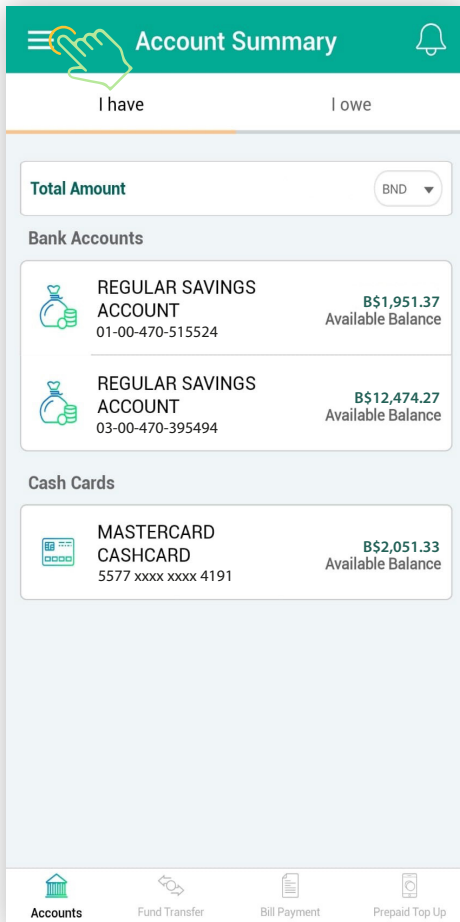 Account Summary
I have
I owe
Total Amount
BND
Bank Accounts
REGULAR SAVINGS
ACCOUNT
01-00-470-515524
B$1,951.37
Available Balance
REGULAR SAVINGS
ACCOUNT
03-00-470-395494
B$12,474.27
Available Balance
Cash Cards
MASTERCARD
CASHCARD
5577 xxxx xxxx 4191
B$2,051.33
Available Balance
Accounts
Fund Transfer
Bill Payment
Prepaid Top Up